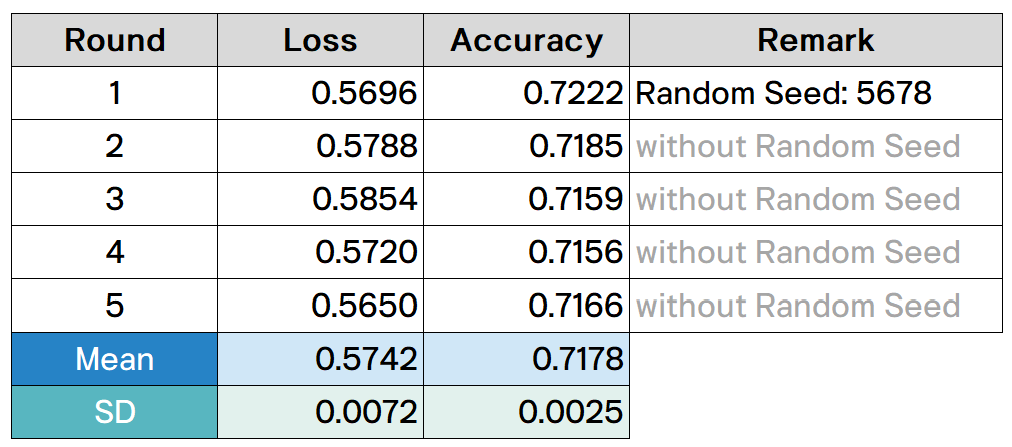 Round Loss Accuracy Remark
1 0.5696 0.7222 Random Seed: 5678
2 0.5788 0.7185 without Random Seed
3 0.5854 0.7159 without Random Seed
4 0.5720 0.7156 without Random Seed
5 0.5650 0.7166 without Random Seed
Mean 0.5742 0.7178
SD 0.0072 0.0025